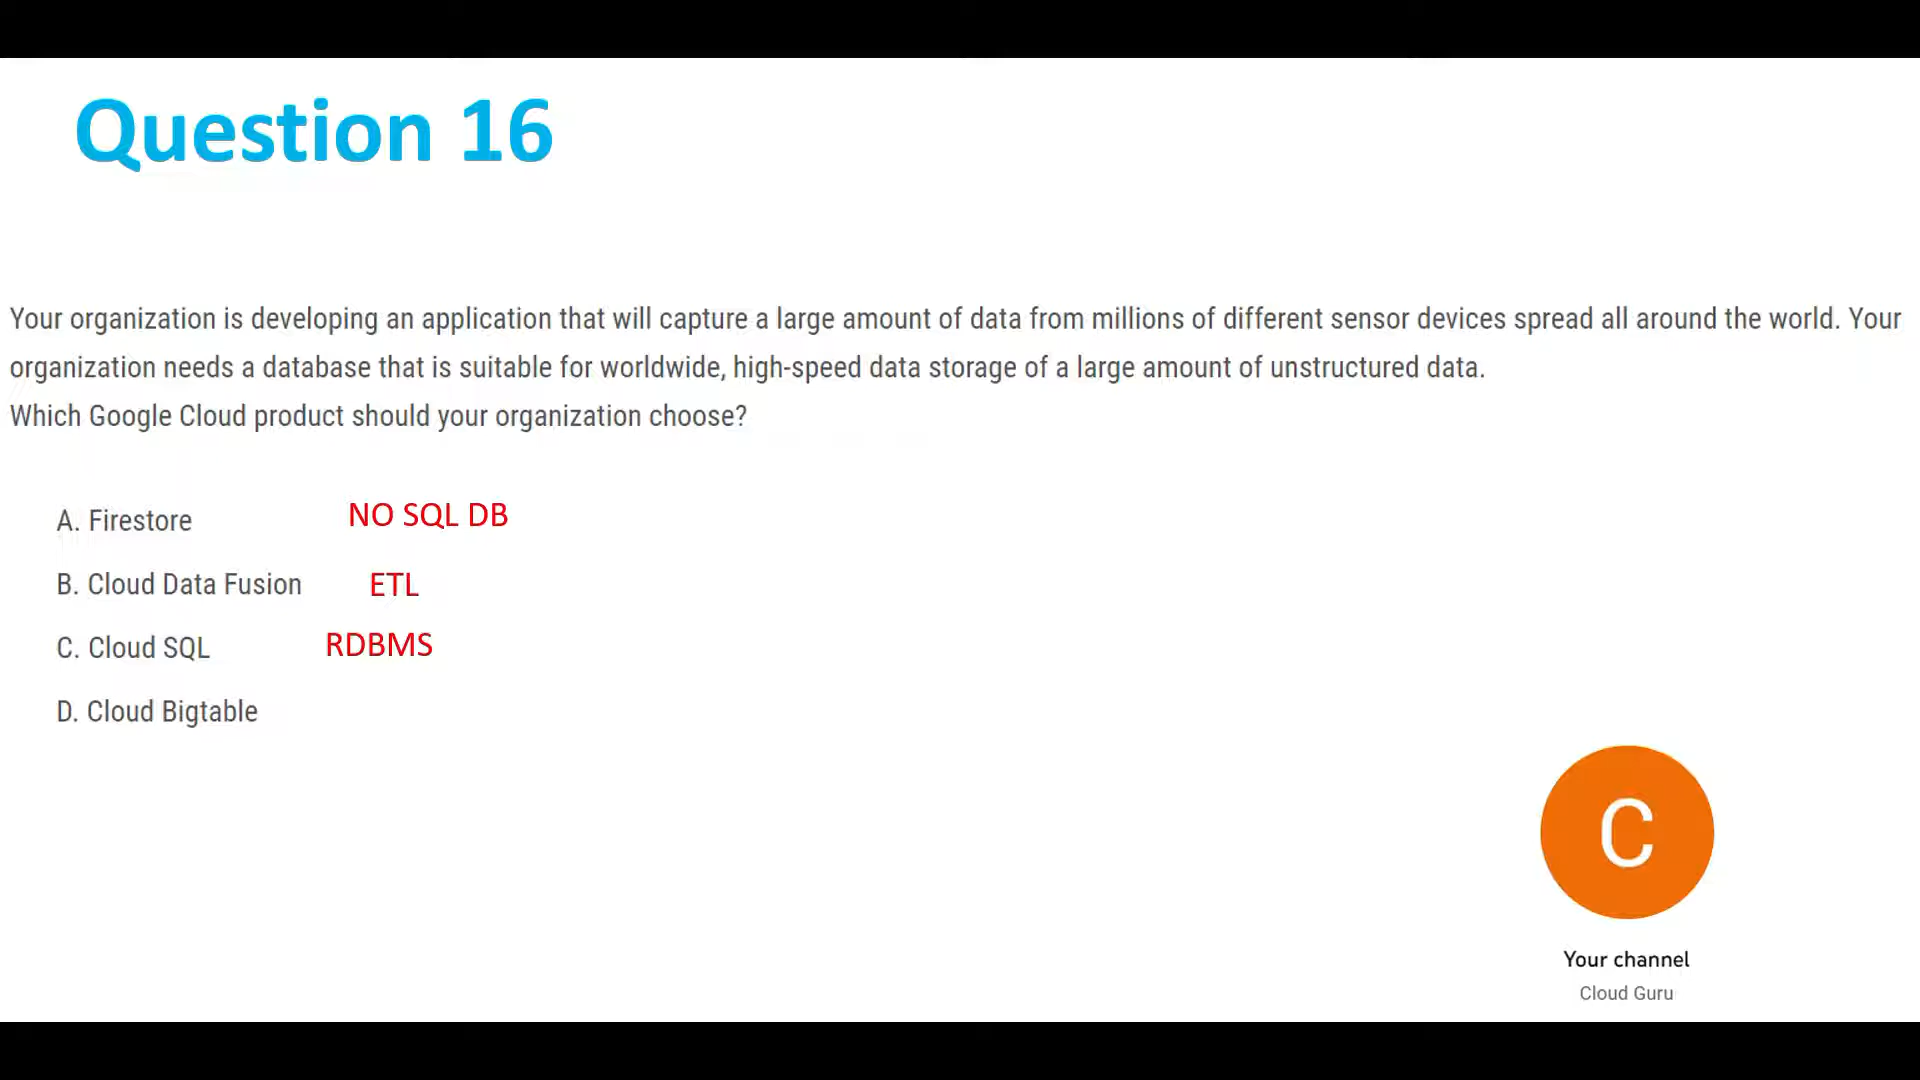 Question 16
Your organization is developing an application that will capture a large amount of data from millions of different sensor devices spread all around the world. Your
organization needs a database that is suitable for worldwide, high-speed data storage of a large amount of unstructured data.
Which Google Cloud product should your organization choose?
A. Firestore NO SQL DB
B. Cloud Data Fusion ETL
C. Cloud SQL RDBMS
D. Cloud Bigtable
C
Your channel
Cloud Guru